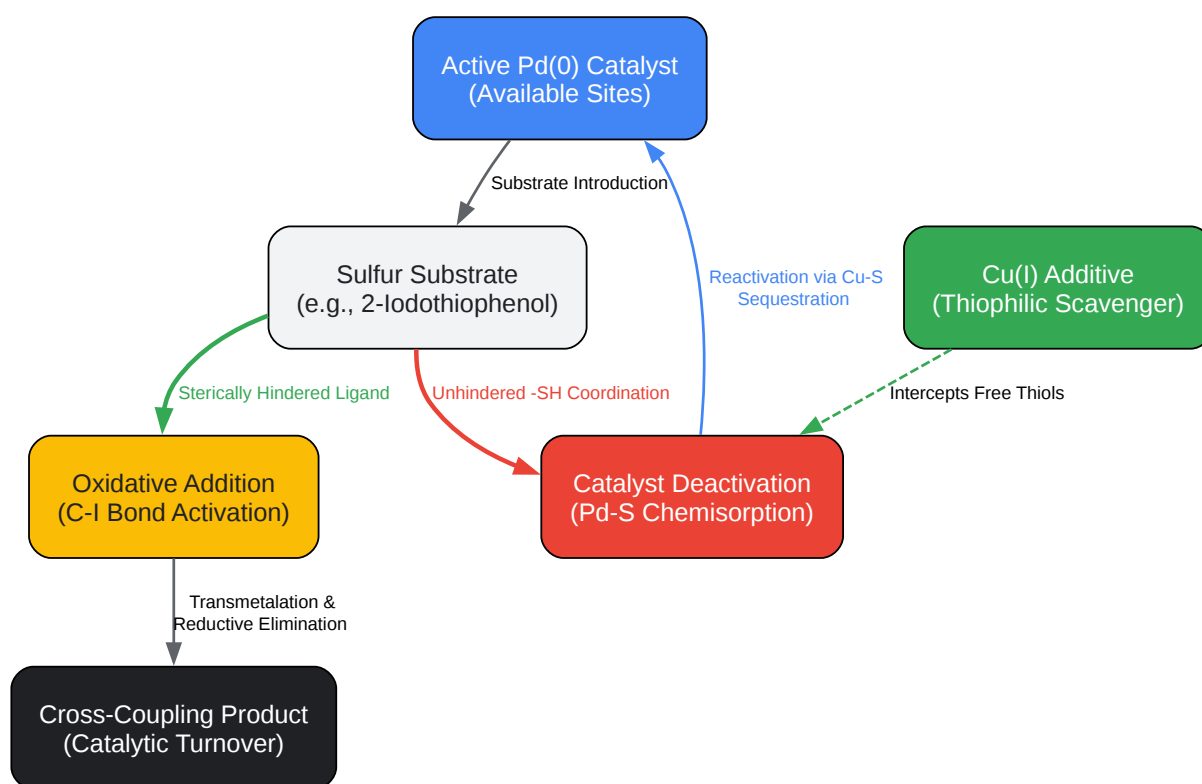 Active Pd(0) Catalyst
(Available Sites)
Substrate Introduction
Sulfur Substrate
(e.g., 2-Iodothiophenol)
Reactivation via Cu-S
Sequestration
Cu(I) Additive
(Thiophilic Scavenger)
Sterically Hindered Ligand
Unhindered -SH Coordination
Intercepts Free Thiols
Oxidative Addition
(C-I Bond Activation)
Catalyst Deactivation
(Pd-S Chemisorption)
Transmetalation &
Reductive Elimination
Cross-Coupling Product
(Catalytic Turnover)